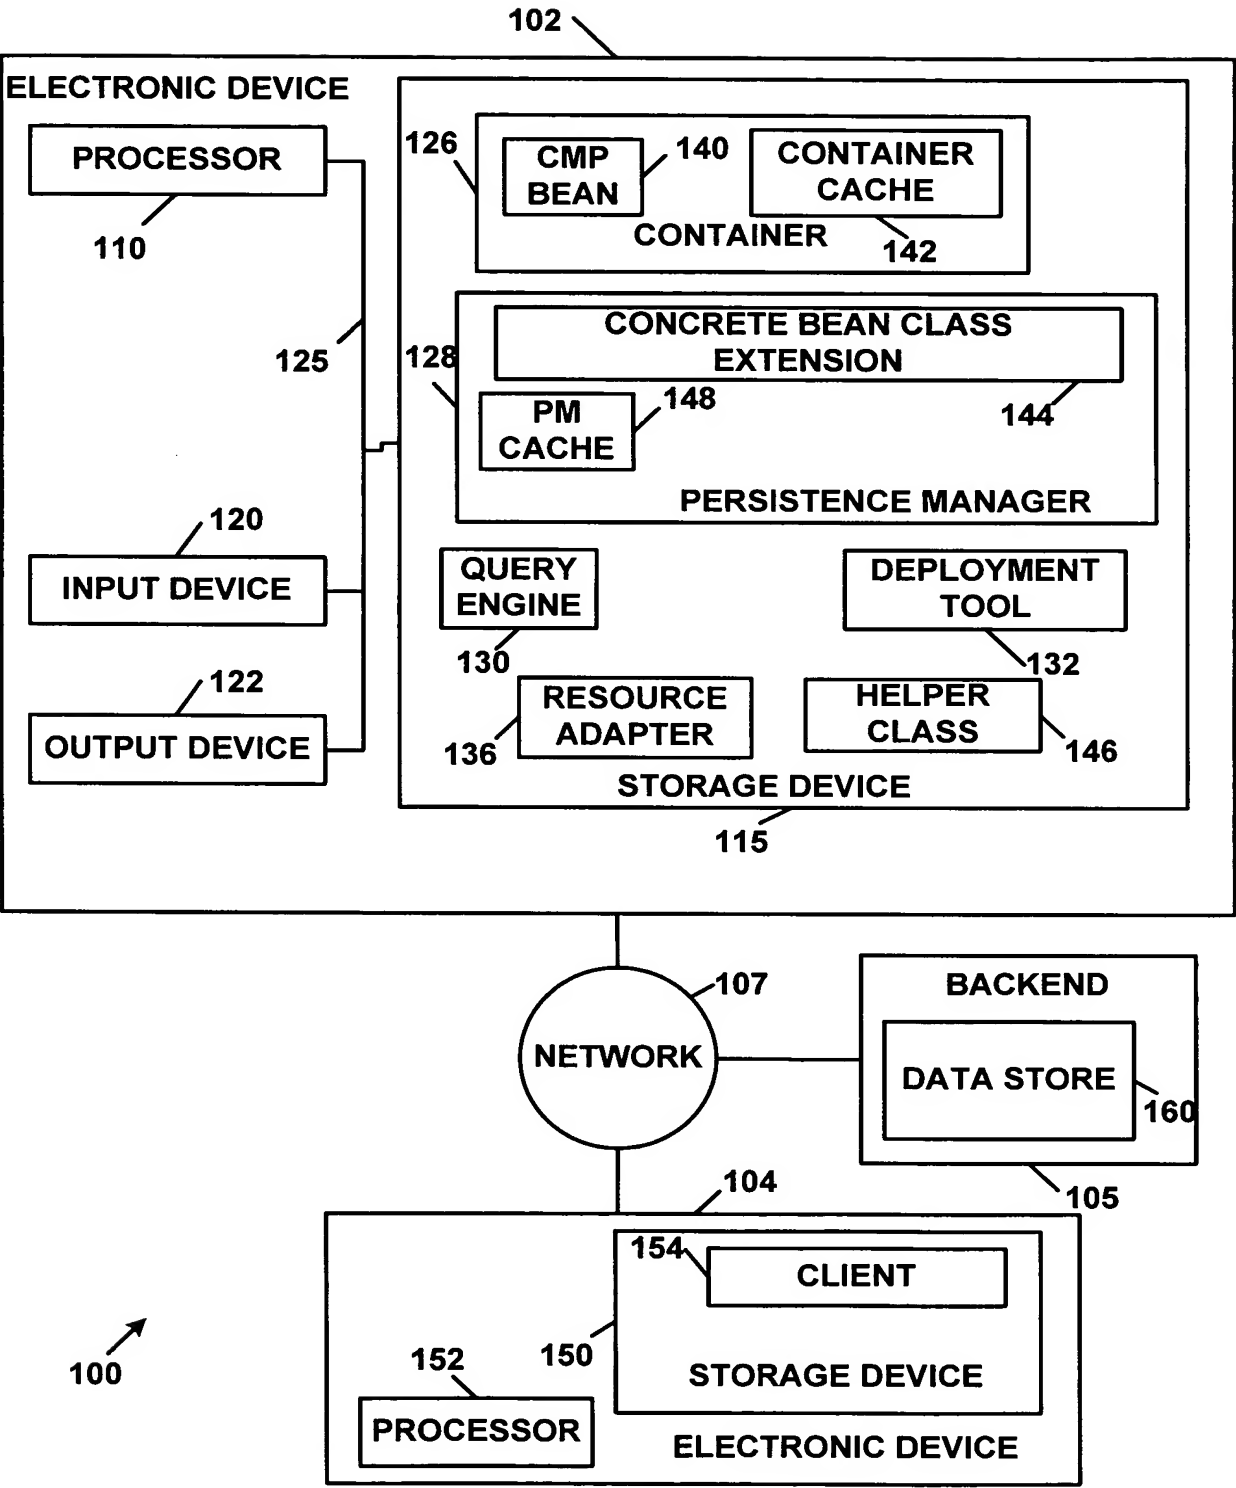 102
ELECTRONIC DEVICE
PROCESSOR
110
125
126
CMP
BEAN
140
CONTAINER
CACHE
142
CONTAINER
128
CONCRETE BEAN CLASS
EXTENSION
144
PM
CACHE
148
PERSISTENCE MANAGER
120
INPUT DEVICE
122
OUTPUT DEVICE
QUERY
ENGINE
130
DEPLOYMENT
TOOL
132
136
RESOURCE
ADAPTER
HELPER
CLASS
146
STORAGE DEVICE
115
107
NETWORK
BACKEND
DATA STORE
160
105
104
154
CLIENT
150
STORAGE DEVICE
152
PROCESSOR
ELECTRONIC DEVICE
100